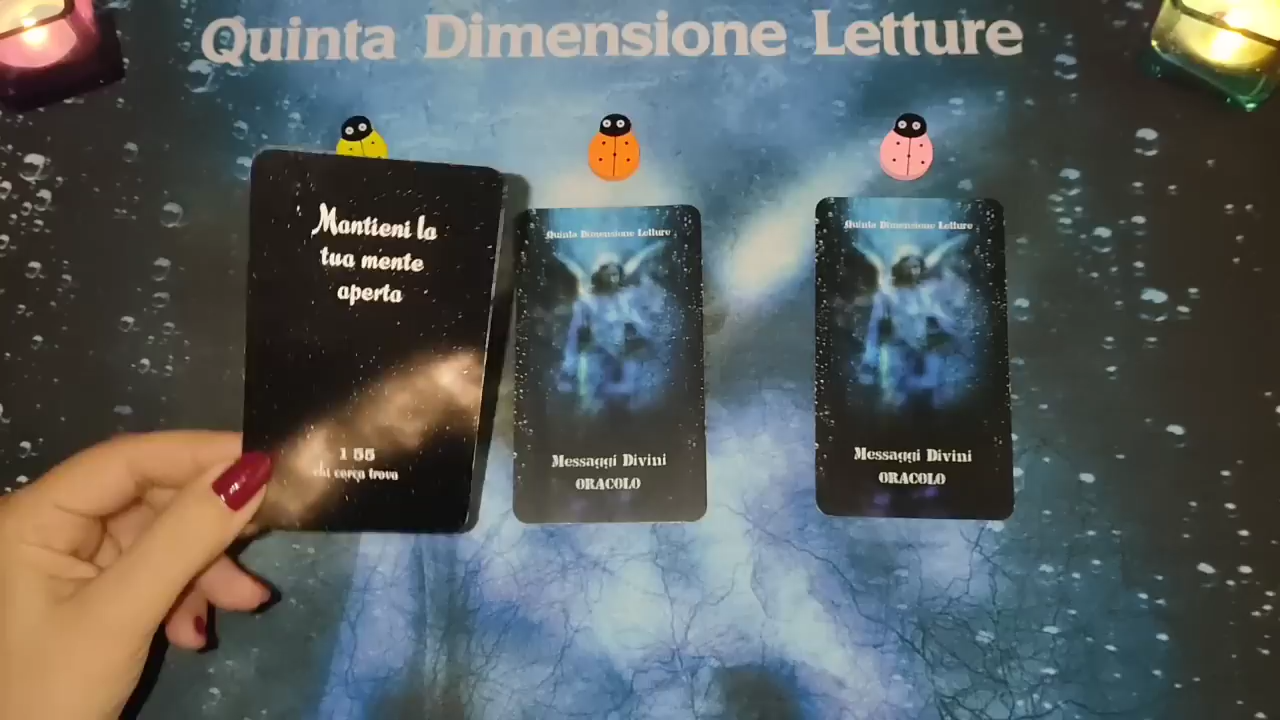 Quinta Dimensione Letture
Mantieni la
tua mente
aperta
1 55
chi cerca trova
Quinta Dimensione Letture
Messaggi Divini
ORACOLO
Quinta Dimensione Letture
Messaggi Divini
ORACOLO